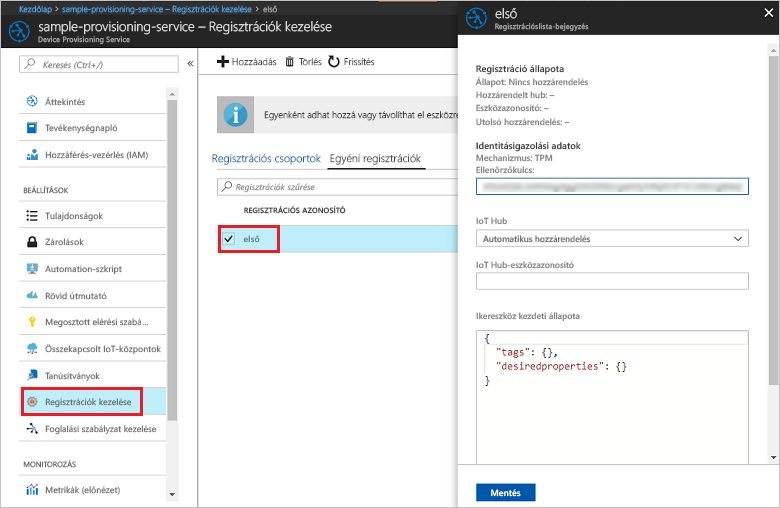 Kezdőlap > sample-provisioning-service – Regisztrációk kezelése > első
sample-provisioning-service – Regisztrációk kezelése
Device Provisioning Service
Keresés (Ctrl+/)
Áttekintés
Tevékenységnapló
Hozzáférés-vezérlés (IAM)
BEÁLLÍTÁSOK
Tulajdonságok
Zárolások
Automation-szkript
Rövid útmutató
Megosztott elérési szabá...
Összekapcsolt IoT-központok
Tanúsítványok
Regisztrációk kezelése
Foglalási szabályzat kezelése
MONITOROZÁS
Metrikák (előnézet)
Hozzáadás
Törlés
Frissítés
Egyenként adhat hozzá vagy távolíthat el eszközre
Regisztrációs csoportok
Egyéni regisztrációk
Regisztrációk szűrése
REGISZTRÁCIÓS AZONOSÍTÓ
első
első
Regisztrációslista-bejegyzés
Regisztráció állapota
Állapot: Nincs hozzárendelés
Hozzárendelt hub: –
Eszközazonosító: –
Utolsó hozzárendelés: –
Identitásigazolási adatok
Mechanizmus: TPM
Ellenőrzőkulcs:
IoT Hub
Automatikus hozzárendelés
IoT Hub-eszközazonosító
Ikereszköz kezdeti állapota
{
"tags": {},
"desiredproperties": {}
}
Mentés